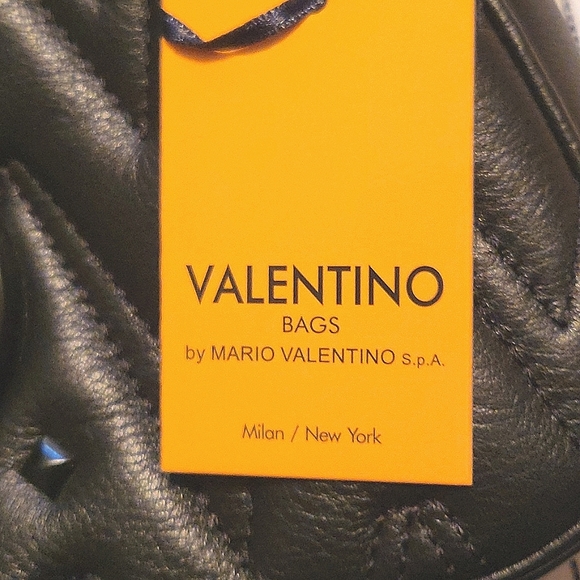 VALENTINO
BAGS
by MARIO VALENTINO S.p.A.
Milan / New York